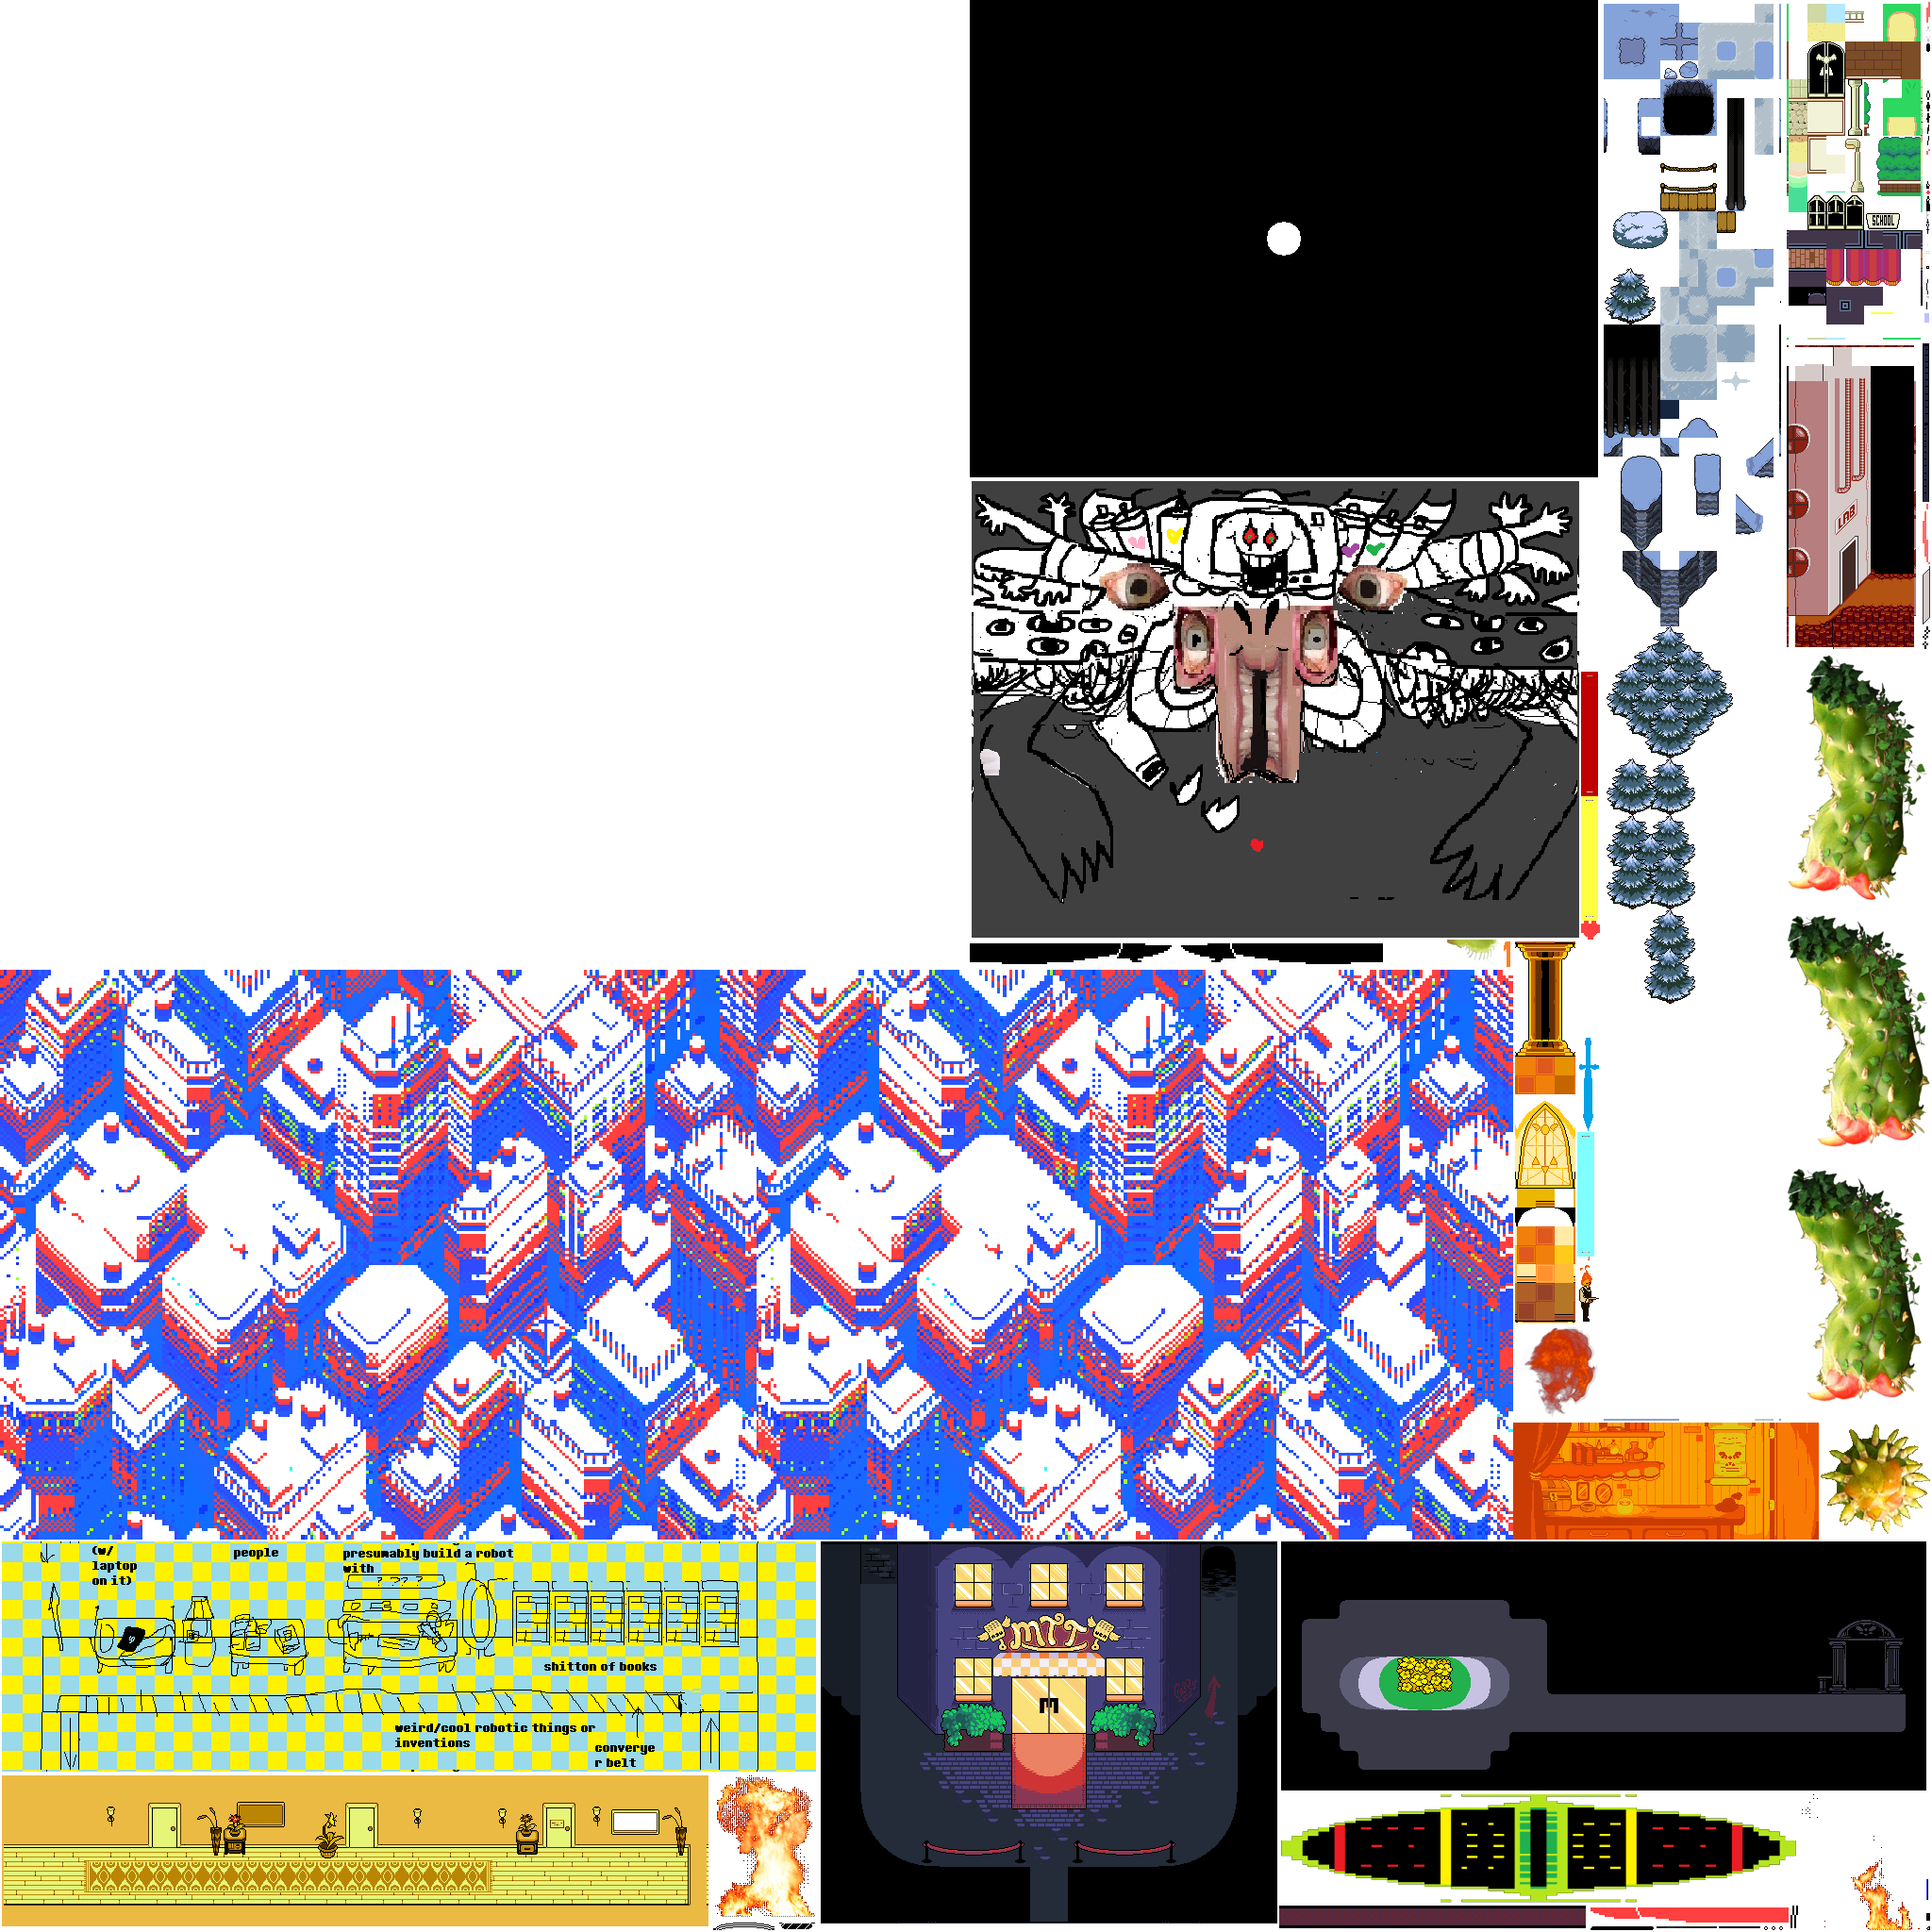 SCHOOL
LAB
(w/
laptop
on it)
people
presumably build a robot
with
????
shitton of books
weird/cool robotic things or
inventions
converye
r belt
MTT
M